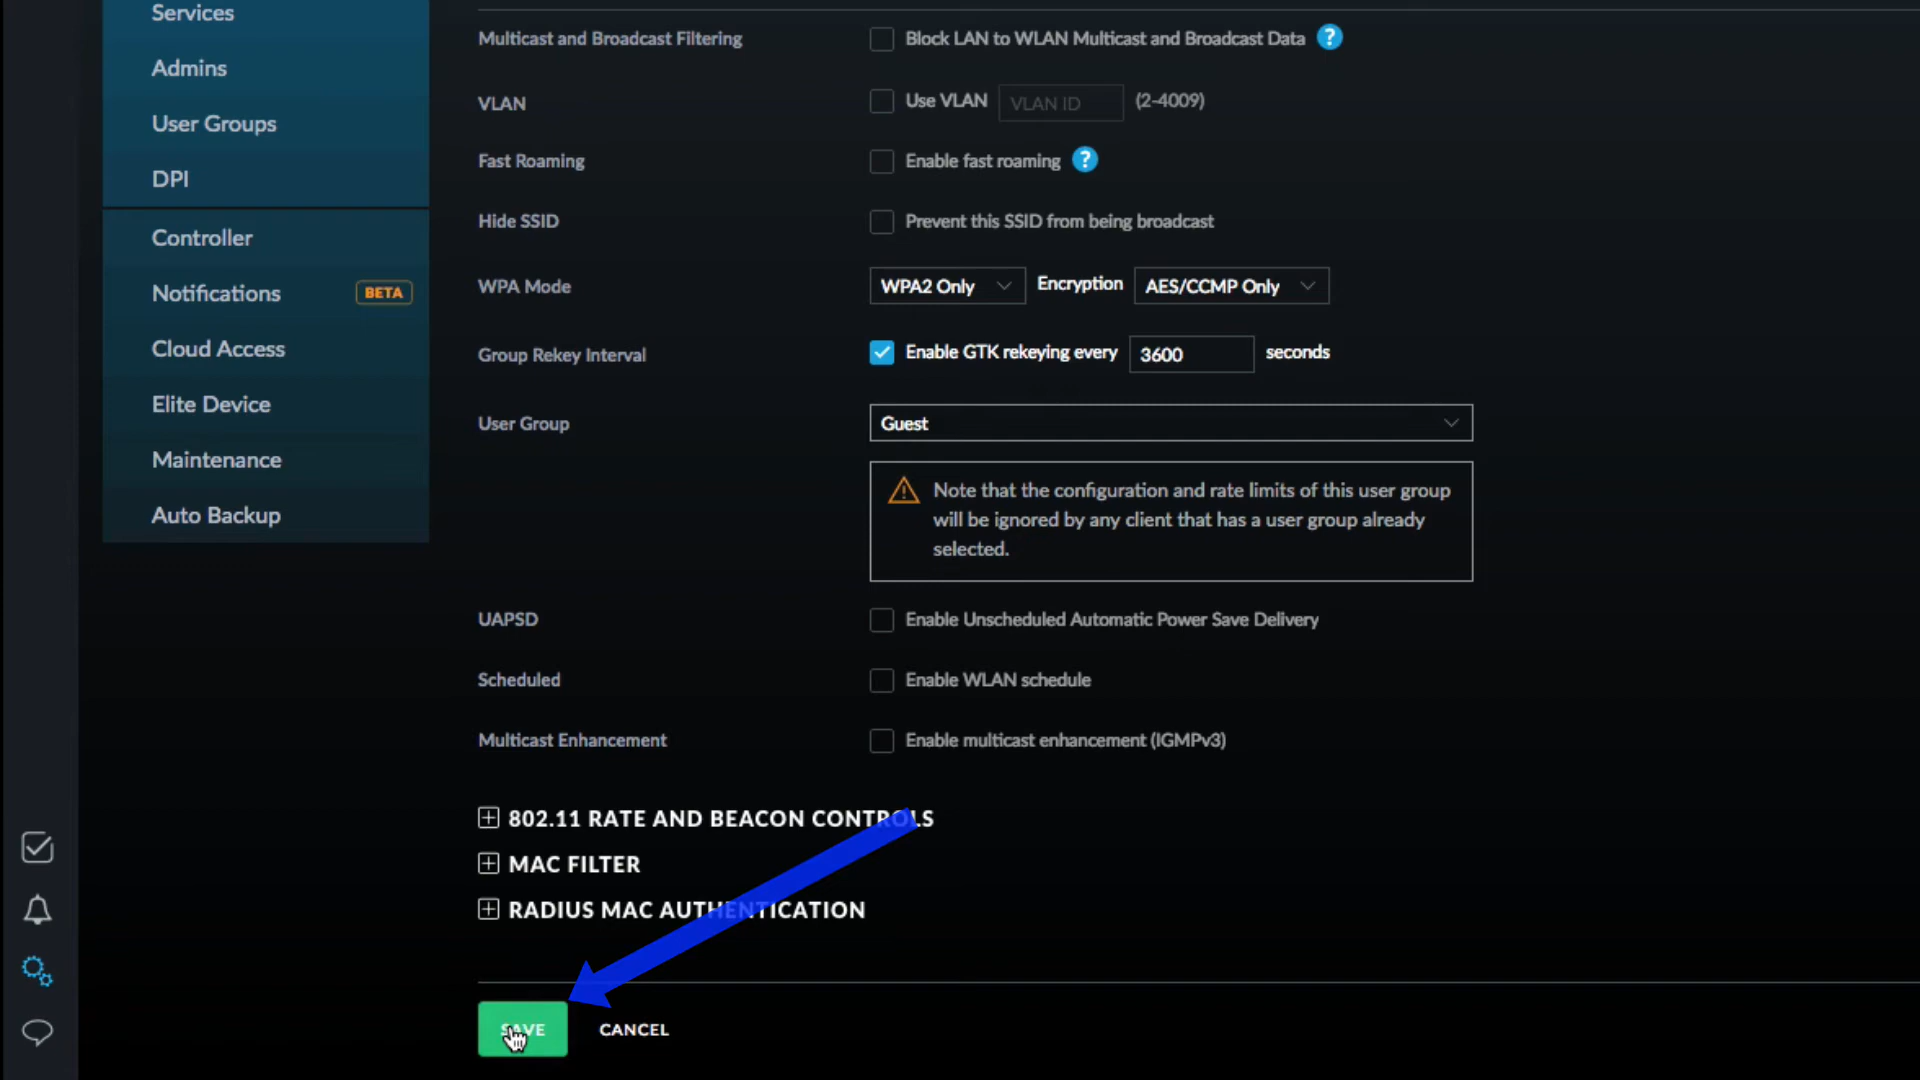 Services
Admins
User Groups
DPI
Controller
Notifications BETA
Cloud Access
Elite Device
Maintenance
Auto Backup
Multicast and Broadcast Filtering Block LAN to WLAN Multicast and Broadcast Data ?
VLAN Use VLAN VLAN ID (2-4009)
Fast Roaming Enable fast roaming ?
Hide SSID Prevent this SSID from being broadcast
WPA Mode WPA2 Only Encryption AES/CCMP Only
Group Rekey Interval Enable GTK rekeying every 3600 seconds
User Group Guest
Note that the configuration and rate limits of this user group
will be ignored by any client that has a user group already
selected.
UAPSD Enable Unscheduled Automatic Power Save Delivery
Scheduled Enable WLAN schedule
Multicast Enhancement Enable multicast enhancement (IGMPv3)
802.11 RATE AND BEACON CONTROLS
MAC FILTER
RADIUS MAC AUTHENTICATION
SAVE CANCEL